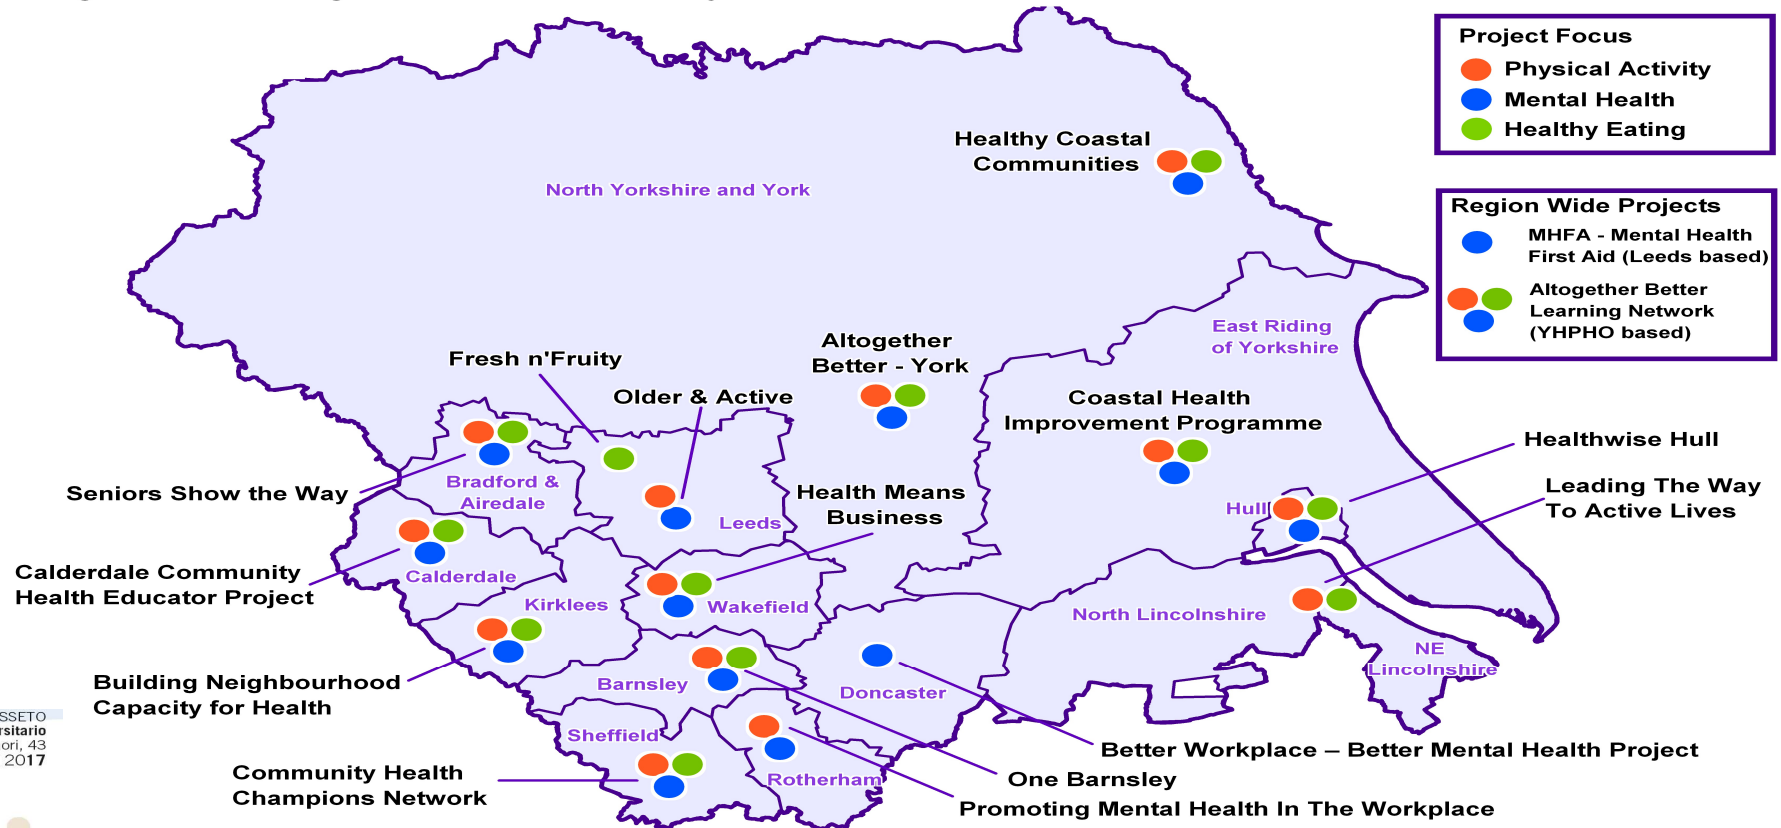 Project Focus
Physical Activity
Mental Health
Healthy Eating
Region Wide Projects
MHFA - Mental Health
First Aid (Leeds based)
Altogether Better
Learning Network
(YHPHO based)
Healthy Coastal
Communities
North Yorkshire and York
East Riding
of Yorkshire
Altogether
Better - York
Fresh n'Fruity
Older & Active
Coastal Health
Improvement Programme
Healthwise Hull
Leading The Way
To Active Lives
Seniors Show the Way
Bradford &
Airedale
Leeds
Health Means
Business
Hull
Calderdale Community
Health Educator Project
Calderdale
Kirklees
Wakefield
North Lincolnshire
NE
Lincolnshire
Building Neighbourhood
Capacity for Health
Barnsley
Doncaster
Sheffield
Rotherham
Community Health
Champions Network
Better Workplace – Better Mental Health Project
One Barnsley
Promoting Mental Health In The Workplace
SSETO
rsitario
ori, 43
2017